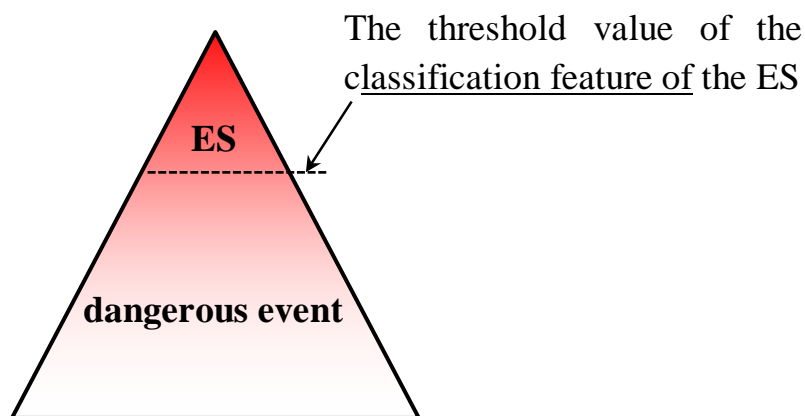 The threshold value of the
classification feature of the ES
ES
dangerous event